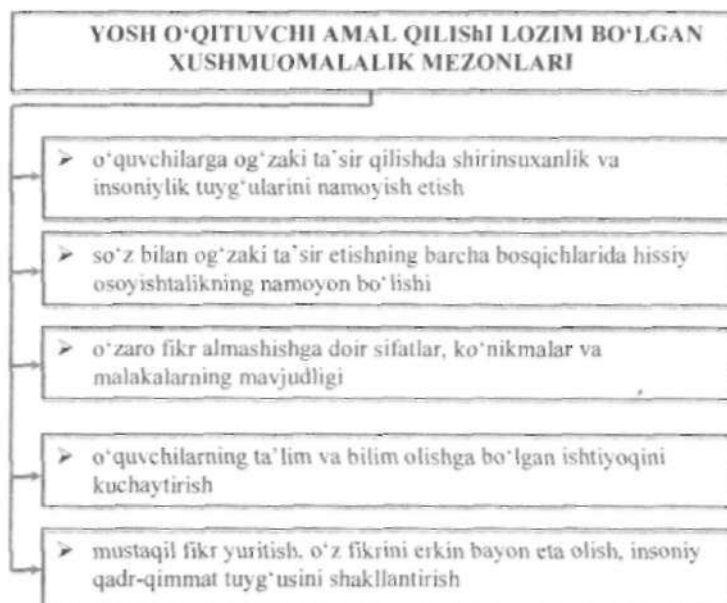 YOSH O‘QITUVCHI AMAL QILIShI LOZIM BO‘LGAN
XUSHMUOMALALIK MEZONLARI
➢ o‘quvchilarga og‘zaki ta’sir qilishda shirinsuxanlik va
insoniylik tuyg‘ularini namoyish etish
➢ so‘z bilan og‘zaki ta’sir etishning barcha bosqichlarida hissiy
osoyishtalikning namoyon bo‘lishi
➢ o‘zaro fikr almashishga doir sifatlar, ko‘nikmalar va
malakalarning mavjudligi
➢ o‘quvchilarning ta’lim va bilim olishga bo‘lgan ishtiyoqini
kuchaytirish
➢ mustaqil fikr yuritish, o‘z fikrini erkin bayon eta olish, insoniy
qadr-qimmat tuyg‘usini shakllantirish